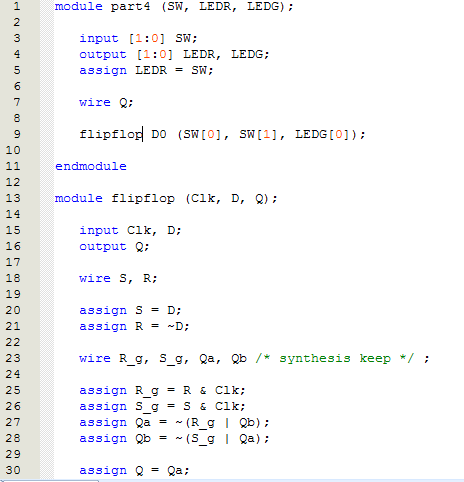 1 module part4 (SW, LEDR, LEDG);
2
3 input [1:0] SW;
4 output [1:0] LEDR, LEDG;
5 assign LEDR = SW;
6
7 wire Q;
8
9 flipflop D0 (SW[0], SW[1], LEDG[0]);
10
11 endmodule
12
13 module flipflop (Clk, D, Q);
14
15 input Clk, D;
16 output Q;
17
18 wire S, R;
19
20 assign S = D;
21 assign R = ~D;
22
23 wire R_g, S_g, Qa, Qb /* synthesis keep */ ;
24
25 assign R_g = R & Clk;
26 assign S_g = S & Clk;
27 assign Qa = ~(R_g | Qb);
28 assign Qb = ~(S_g | Qa);
29
30 assign Q = Qa;